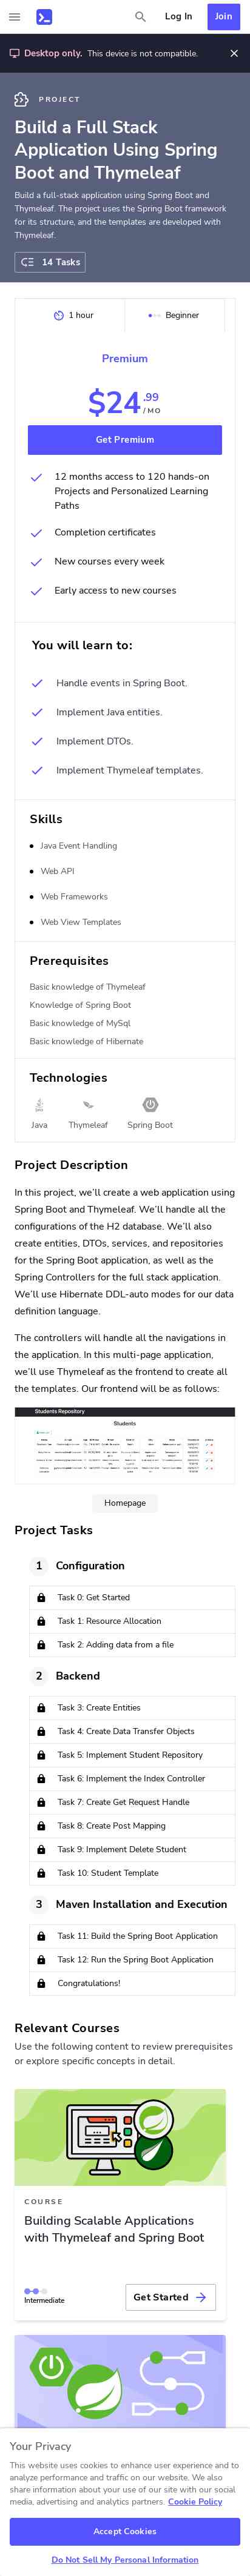 Log In
Join
Desktop only. This device is not compatible.
PROJECT
Build a Full Stack
Application Using Spring
Boot and Thymeleaf
Build a full-stack application using Spring Boot and
Thymeleaf. The project uses the Spring Boot framework
for its structure, and the templates are developed with
Thymeleaf.
14 Tasks
1 hour
Beginner
Premium
$24.99
/ MO
Get Premium
12 months access to 120 hands-on
Projects and Personalized Learning
Paths
Completion certificates
New courses every week
Early access to new courses
You will learn to:
Handle events in Spring Boot.
Implement Java entities.
Implement DTOs.
Implement Thymeleaf templates.
Skills
Java Event Handling
Web API
Web Frameworks
Web View Templates
Prerequisites
Basic knowledge of Thymeleaf
Knowledge of Spring Boot
Basic knowledge of MySql
Basic knowledge of Hibernate
Technologies
Java
Thymeleaf
Spring Boot
Project Description
In this project, we’ll create a web application using
Spring Boot and Thymeleaf. We’ll handle all the
configurations of the H2 database. We’ll also
create entities, DTOs, services, and repositories
for the Spring Boot application, as well as the
Spring Controllers for the full stack application.
We’ll use Hibernate DDL-auto modes for our data
definition language.
The controllers will handle all the navigations in
the application. In this multi-page application,
we’ll use Thymeleaf as the frontend to create all
the templates. Our frontend will be as follows:
Students Repository
Students
Homepage
Project Tasks
1 Configuration
Task 0: Get Started
Task 1: Resource Allocation
Task 2: Adding data from a file
2 Backend
Task 3: Create Entities
Task 4: Create Data Transfer Objects
Task 5: Implement Student Repository
Task 6: Implement the Index Controller
Task 7: Create Get Request Handle
Task 8: Create Post Mapping
Task 9: Implement Delete Student
Task 10: Student Template
3 Maven Installation and Execution
Task 11: Build the Spring Boot Application
Task 12: Run the Spring Boot Application
Congratulations!
Relevant Courses
Use the following content to review prerequisites
or explore specific concepts in detail.
COURSE
Building Scalable Applications
with Thymeleaf and Spring Boot
Intermediate
Get Started
Your Privacy
This website uses cookies to enhance user experience and to
analyze performance and traffic on our website. We also
share information about your use of our site with our social
media, advertising and analytics partners. Cookie Policy
Accept Cookies
Do Not Sell My Personal Information